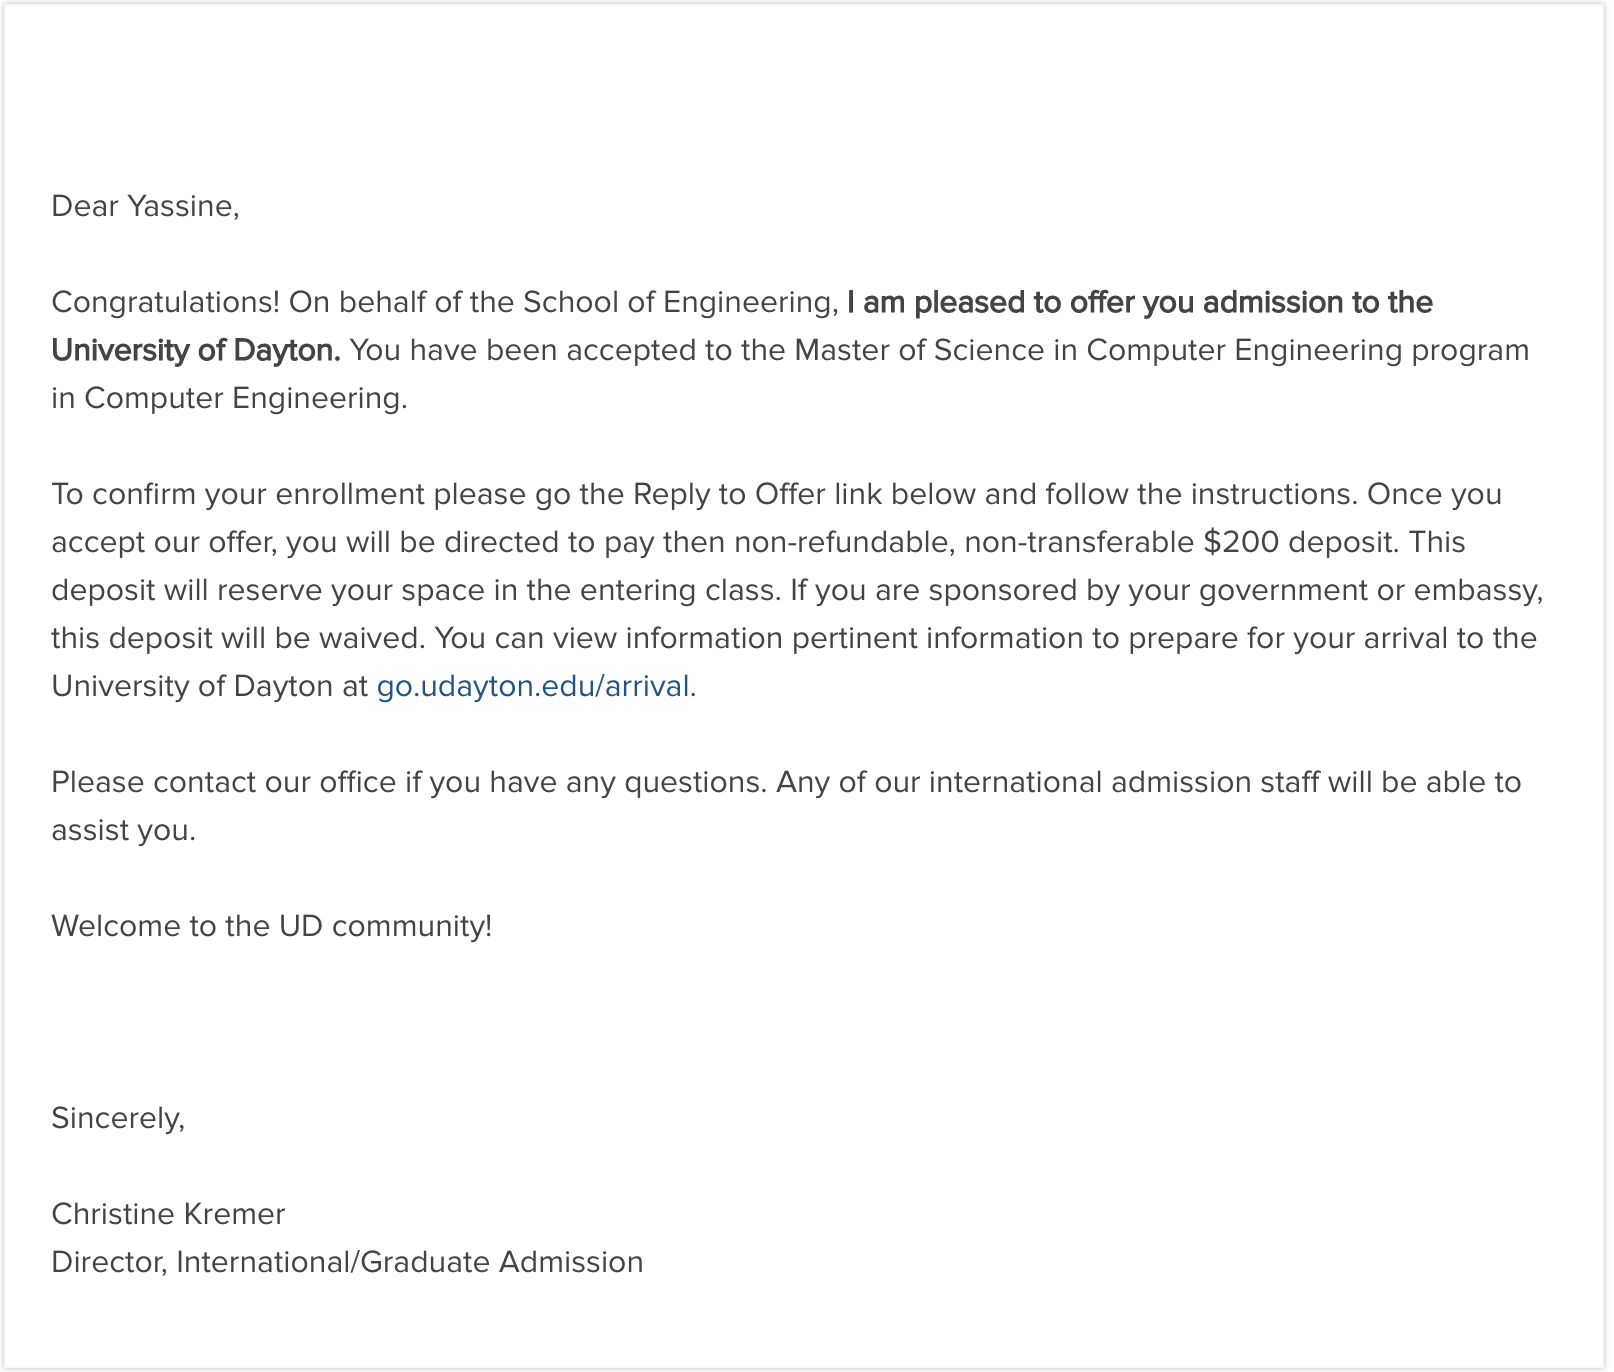 Dear Yassine,
Congratulations! On behalf of the School of Engineering, I am pleased to offer you admission to the
University of Dayton. You have been accepted to the Master of Science in Computer Engineering program
in Computer Engineering.
To confirm your enrollment please go the Reply to Offer link below and follow the instructions. Once you
accept our offer, you will be directed to pay then non-refundable, non-transferable $200 deposit. This
deposit will reserve your space in the entering class. If you are sponsored by your government or embassy,
this deposit will be waived. You can view information pertinent information to prepare for your arrival to the
University of Dayton at go.udayton.edu/arrival.
Please contact our office if you have any questions. Any of our international admission staff will be able to
assist you.
Welcome to the UD community!
Sincerely,
Christine Kremer
Director, International/Graduate Admission